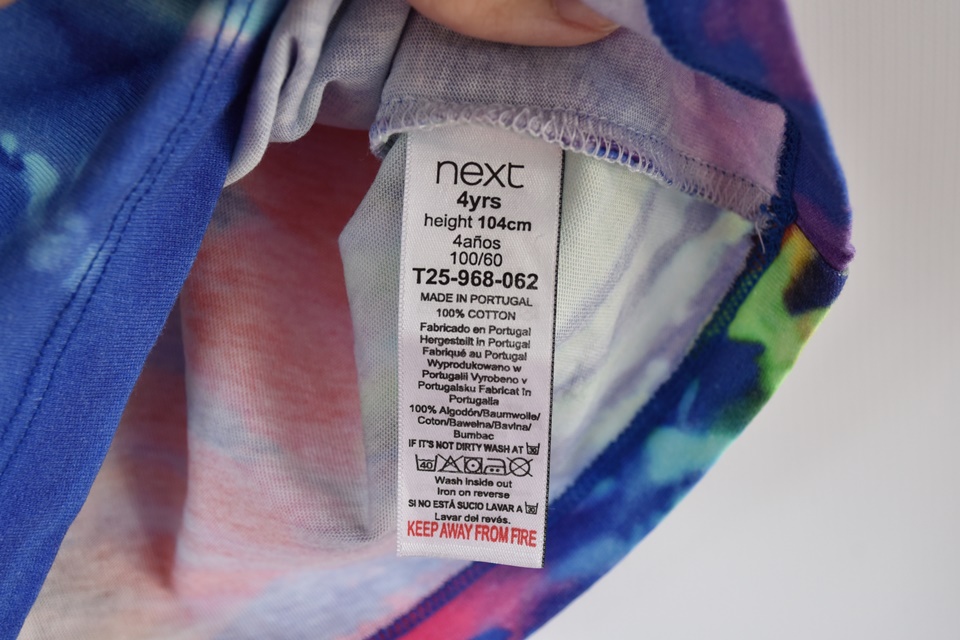 next
4yrs
height 104cm
4años
100/60
T25-968-062
MADE IN PORTUGAL
100% COTTON
Fabricado en Portugal
Hergestellt in Portugal
Fabriqué au Portugal
Wyprodukowano w
Portugalii Vyrobeno v
Portugalsku Fabricat în
Portugalia
100% Algodón/Baumwolle/
Coton/Bawełna/Bavlna/
Bumbac
IF IT'S NOT DIRTY WASH AT
40
Wash inside out
Iron on reverse
SI NO ESTÁ SUCIO LAVAR A
Lavar del revés.
KEEP AWAY FROM FIRE